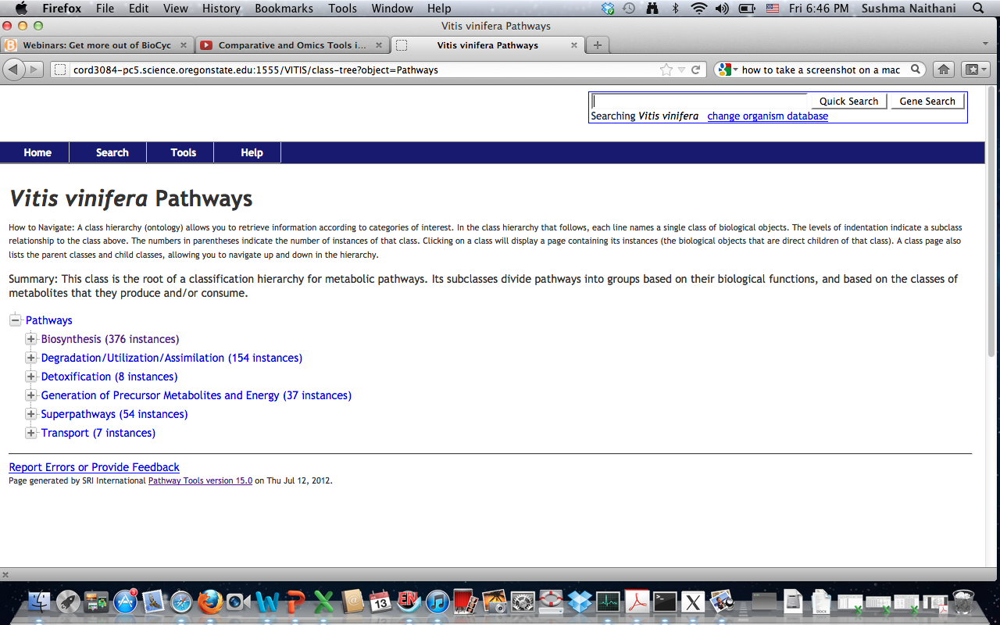 Firefox File Edit View History Bookmarks Tools Window Help Fri 6:46 PM Sushma Naithani
Vitis vinifera Pathways
Webinars: Get more out of BioCyc Comparative and Omics Tools i... Vitis vinifera Pathways
cord3084-pc5.science.oregonstate.edu:1555/VITIS/class-tree?object=Pathways how to take a screenshot on a mac
Quick Search Gene Search
Searching Vitis vinifera change organism database
Home Search Tools Help
Vitis vinifera Pathways
How to Navigate: A class hierarchy (ontology) allows you to retrieve information according to categories of interest. In the class hierarchy that follows, each line names a single class of biological objects. The levels of indentation indicate a subclass
relationship to the class above. The numbers in parentheses indicate the number of instances of that class. Clicking on a class will display a page containing its instances (the biological objects that are direct children of that class). A class page also
lists the parent classes and child classes, allowing you to navigate up and down in the hierarchy.
Summary: This class is the root of a classification hierarchy for metabolic pathways. Its subclasses divide pathways into groups based on their biological functions, and based on the classes of
metabolites that they produce and/or consume.
Pathways
Biosynthesis (376 instances)
Degradation/Utilization/Assimilation (154 instances)
Detoxification (8 instances)
Generation of Precursor Metabolites and Energy (37 instances)
Superpathways (54 instances)
Transport (7 instances)
Report Errors or Provide Feedback
Page generated by SRI International Pathway Tools version 15.0 on Thu Jul 12, 2012.